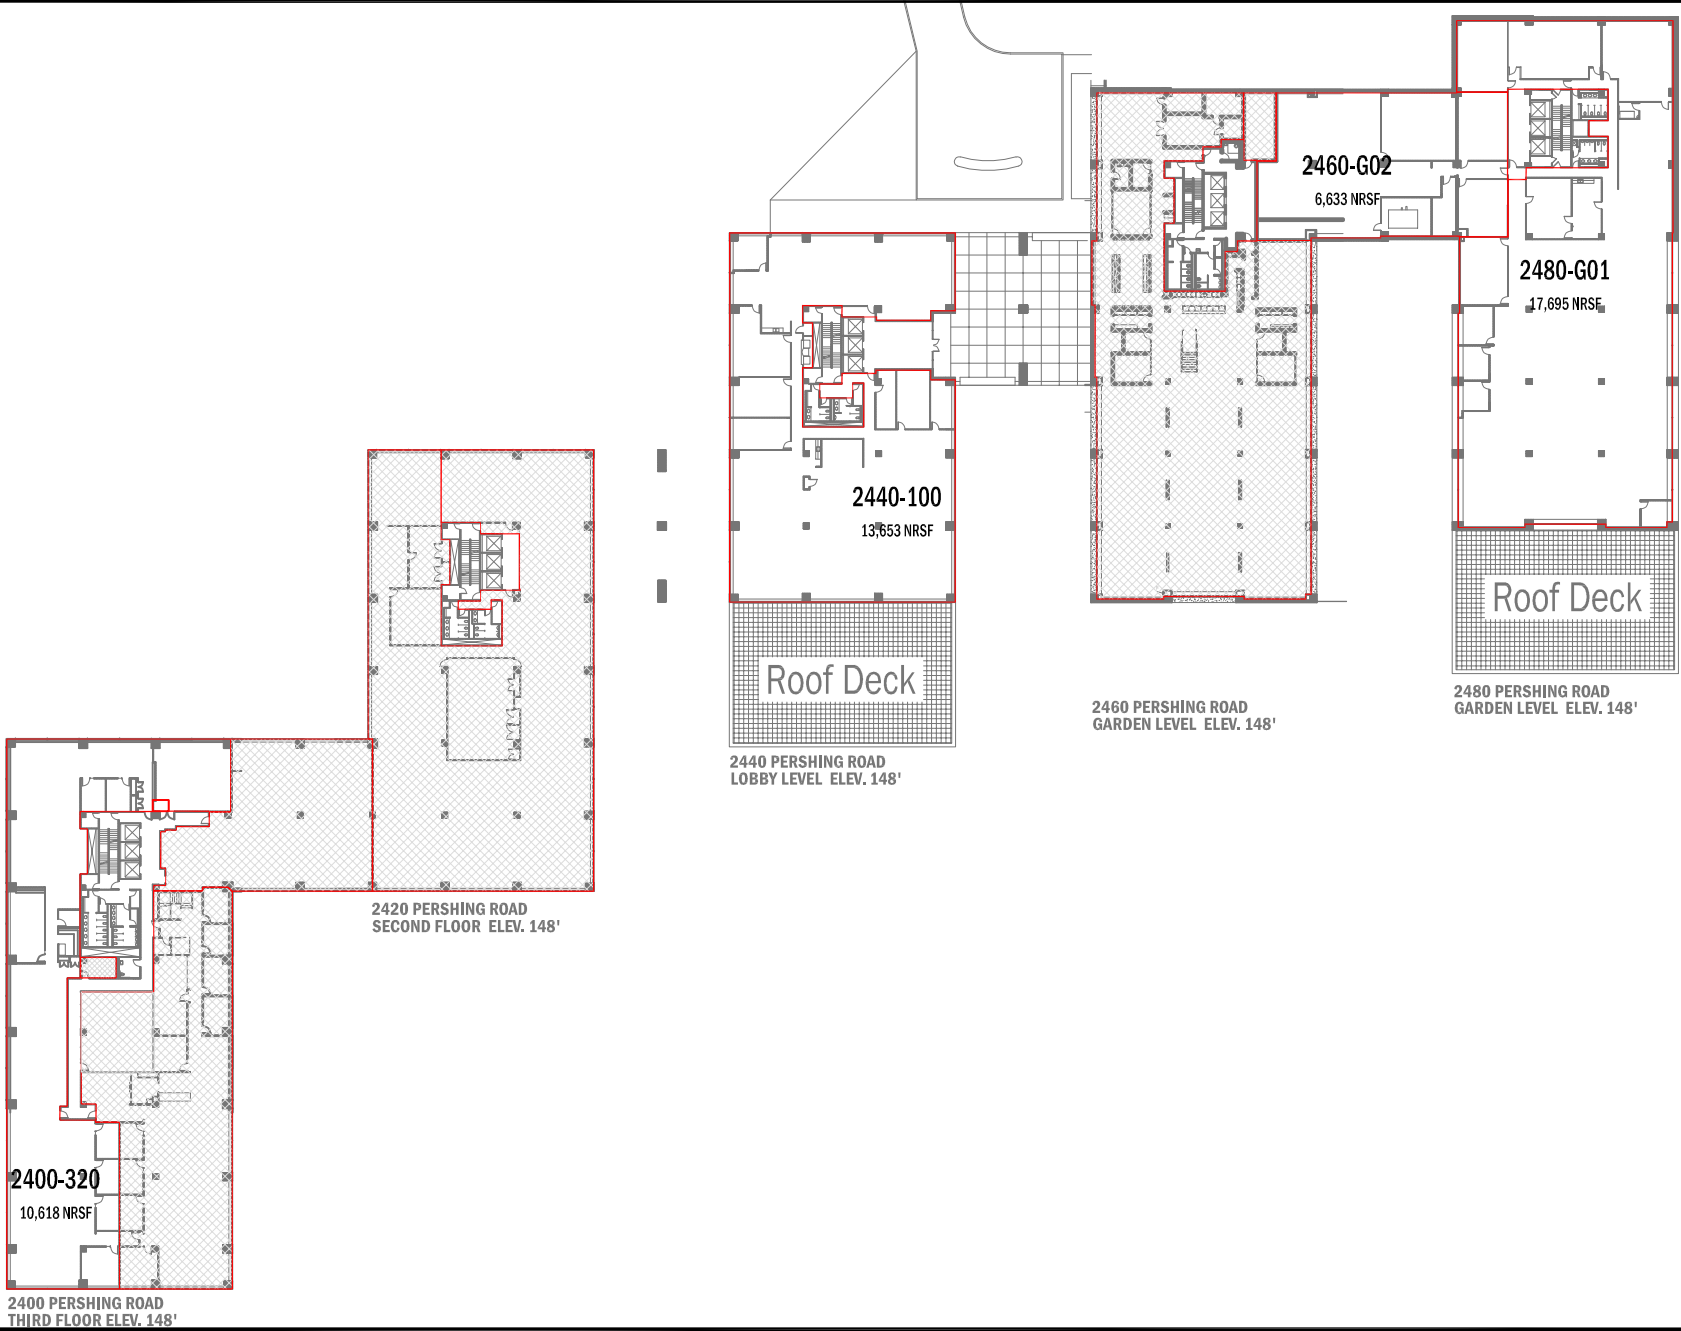 2460-G02
6,633 NRSF
2480-G01
17,695 NRSF
2440-100
13,653 NRSF
Roof Deck
Roof Deck
2480 PERSHING ROAD
GARDEN LEVEL ELEV. 148'
2460 PERSHING ROAD
GARDEN LEVEL ELEV. 148'
2440 PERSHING ROAD
LOBBY LEVEL ELEV. 148'
2420 PERSHING ROAD
SECOND FLOOR ELEV. 148'
2400-320
10,618 NRSF
2400 PERSHING ROAD
THIRD FLOOR ELEV. 148'